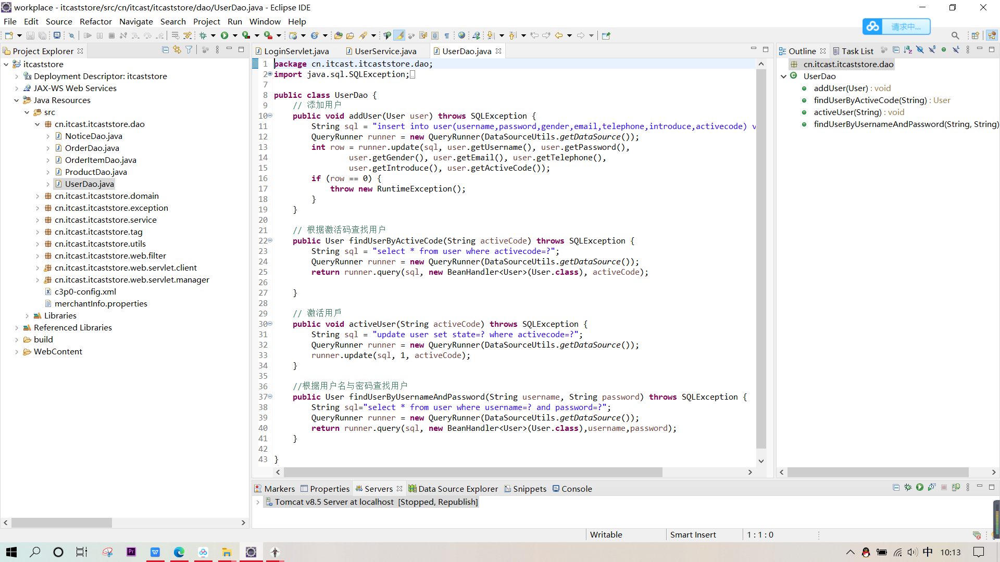 workplace - itcaststore/src/cn/itcast/itcaststore/dao/UserDao.java - Eclipse IDE
File Edit Source Refactor Navigate Search Project Run Window Help
请求中...
Project Explorer
itcaststore
Deployment Descriptor: itcaststore
JAX-WS Web Services
Java Resources
src
cn.itcast.itcaststore.dao
NoticeDao.java
OrderDao.java
OrderItemDao.java
ProductDao.java
UserDao.java
cn.itcast.itcaststore.domain
cn.itcast.itcaststore.exception
cn.itcast.itcaststore.service
cn.itcast.itcaststore.tag
cn.itcast.itcaststore.utils
cn.itcast.itcaststore.web.filter
cn.itcast.itcaststore.web.servlet.client
cn.itcast.itcaststore.web.servlet.manager
c3p0-config.xml
merchantInfo.properties
Libraries
Referenced Libraries
build
WebContent
LoginServlet.java UserService.java UserDao.java
1 package cn.itcast.itcaststore.dao;
2 import java.sql.SQLException;
7
8 public class UserDao {
9 // 添加用户
10 public void addUser(User user) throws SQLException {
11 String sql = "insert into user(username,password,gender,email,telephone,introduce,activecode) v
12 QueryRunner runner = new QueryRunner(DataSourceUtils.getDataSource());
13 int row = runner.update(sql, user.getUsername(), user.getPassword(),
14 user.getGender(), user.getEmail(), user.getTelephone(),
15 user.getIntroduce(), user.getActiveCode());
16 if (row == 0) {
17 throw new RuntimeException();
18 }
19 }
20
21 // 根据激活码查找用户
22 public User findUserByActiveCode(String activeCode) throws SQLException {
23 String sql = "select * from user where activecode=?";
24 QueryRunner runner = new QueryRunner(DataSourceUtils.getDataSource());
25 return runner.query(sql, new BeanHandler<User>(User.class), activeCode);
26
27 }
28
29 // 激活用戶
30 public void activeUser(String activeCode) throws SQLException {
31 String sql = "update user set state=? where activecode=?";
32 QueryRunner runner = new QueryRunner(DataSourceUtils.getDataSource());
33 runner.update(sql, 1, activeCode);
34 }
35
36 //根据用户名与密码查找用户
37 public User findUserByUsernameAndPassword(String username, String password) throws SQLException {
38 String sql="select * from user where username=? and password=?";
39 QueryRunner runner = new QueryRunner(DataSourceUtils.getDataSource());
40 return runner.query(sql, new BeanHandler<User>(User.class),username,password);
41 }
42
43 }
Outline Task List
cn.itcast.itcaststore.dao
UserDao
addUser(User) : void
findUserByActiveCode(String) : User
activeUser(String) : void
findUserByUsernameAndPassword(String, String)
Markers Properties Servers Data Source Explorer Snippets Console
Tomcat v8.5 Server at localhost [Stopped, Republish]
Writable Smart Insert 1 : 1 : 0
Pr
中 10:13